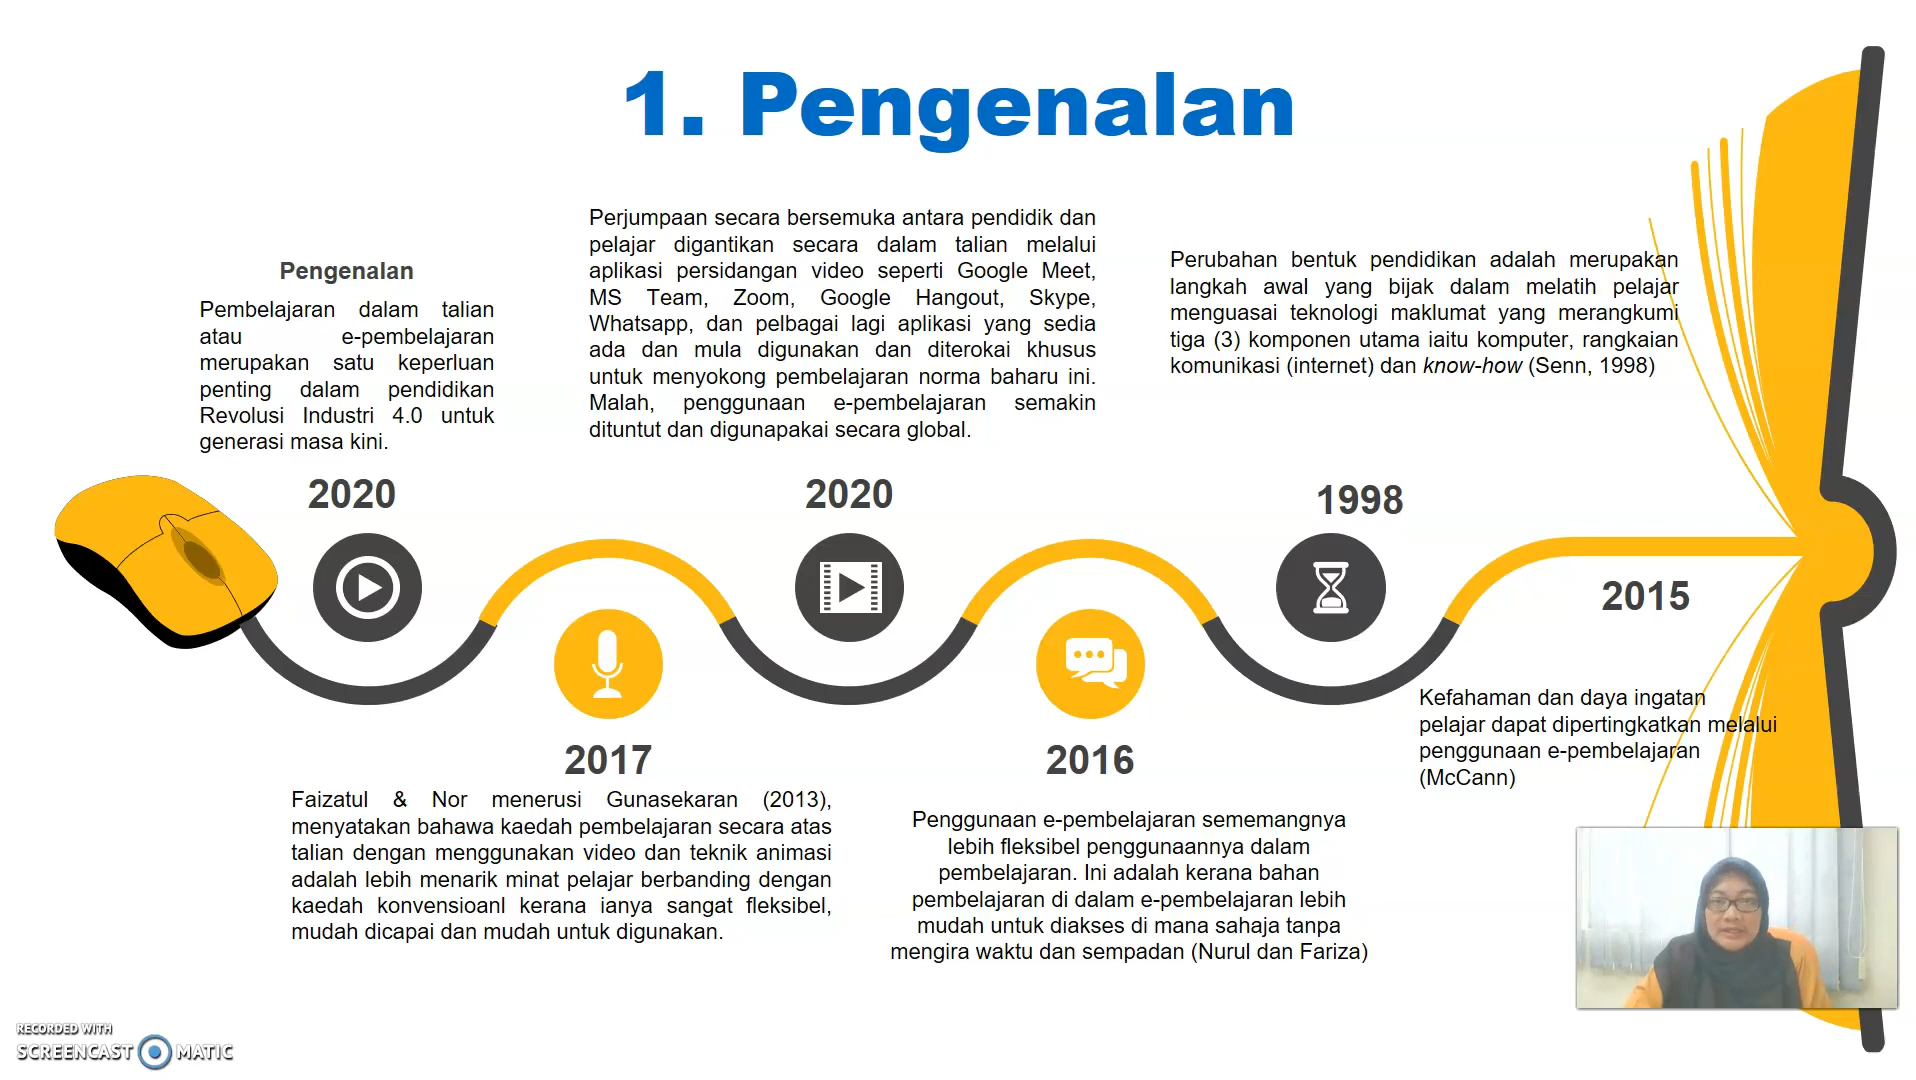 1. Pengenalan
Pengenalan
Pembelajaran dalam talian
atau e-pembelajaran
merupakan satu keperluan
penting dalam pendidikan
Revolusi Industri 4.0 untuk
generasi masa kini.
2020
Faizatul & Nor menerusi Gunasekaran (2013),
menyatakan bahawa kaedah pembelajaran secara atas
talian dengan menggunakan video dan teknik animasi
adalah lebih menarik minat pelajar berbanding dengan
kaedah konvensioanl kerana ianya sangat fleksibel,
mudah dicapai dan mudah untuk digunakan.
2017
Perjumpaan secara bersemuka antara pendidik dan
pelajar digantikan secara dalam talian melalui
aplikasi persidangan video seperti Google Meet,
MS Team, Zoom, Google Hangout, Skype,
Whatsapp, dan pelbagai lagi aplikasi yang sedia
ada dan mula digunakan dan diterokai khusus
untuk menyokong pembelajaran norma baharu ini.
Malah, penggunaan e-pembelajaran semakin
dituntut dan digunapakai secara global.
2020
2016
Penggunaan e-pembelajaran sememangnya
lebih fleksibel penggunaannya dalam
pembelajaran. Ini adalah kerana bahan
pembelajaran di dalam e-pembelajaran lebih
mudah untuk diakses di mana sahaja tanpa
mengira waktu dan sempadan (Nurul dan Fariza)
Perubahan bentuk pendidikan adalah merupakan
langkah awal yang bijak dalam melatih pelajar
menguasai teknologi maklumat yang merangkumi
tiga (3) komponen utama iaitu komputer, rangkaian
komunikasi (internet) dan know-how (Senn, 1998)
1998
2015
Kefahaman dan daya ingatan
pelajar dapat dipertingkatkan melalui
penggunaan e-pembelajaran
(McCann)
RECORDED WITH
SCREENCAST MATIC